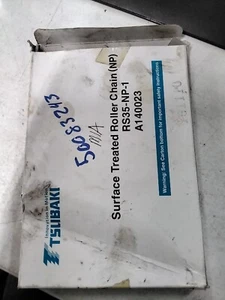 TSUBAKI
Surface Treated Roller Chain (NP)
RS35-NP-1
A140023
Warning: See Carton bottom for important safety instructions
50083243
N/A